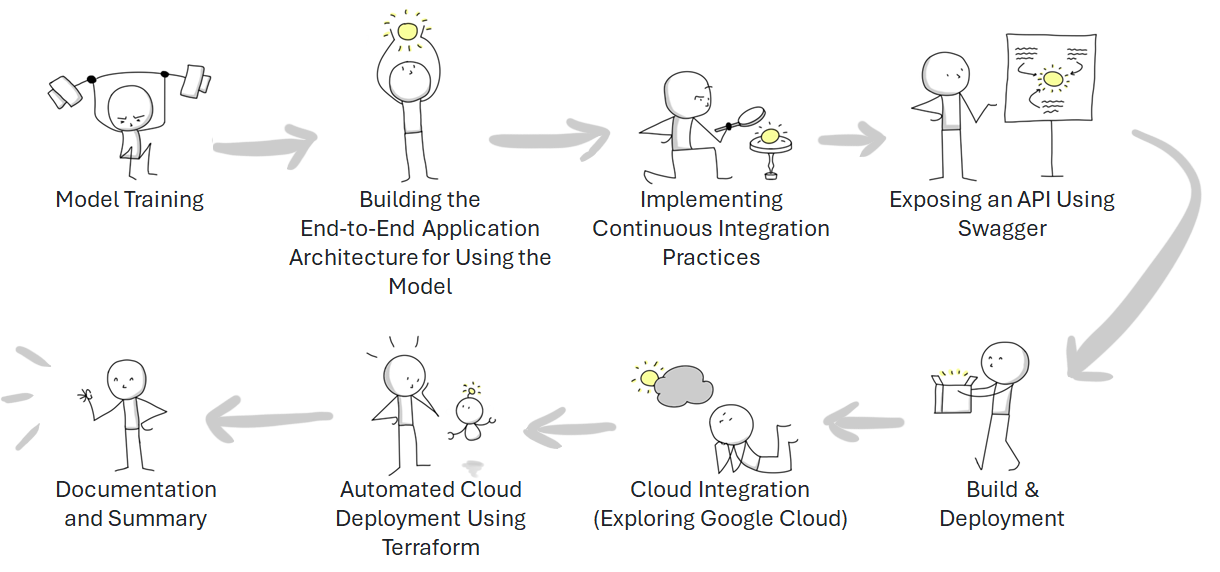 Model Training
Building the
End-to-End Application
Architecture for Using the
Model
Implementing
Continuous Integration
Practices
Exposing an API Using
Swagger
Build &
Deployment
Cloud Integration
(Exploring Google Cloud)
Automated Cloud
Deployment Using
Terraform
Documentation
and Summary